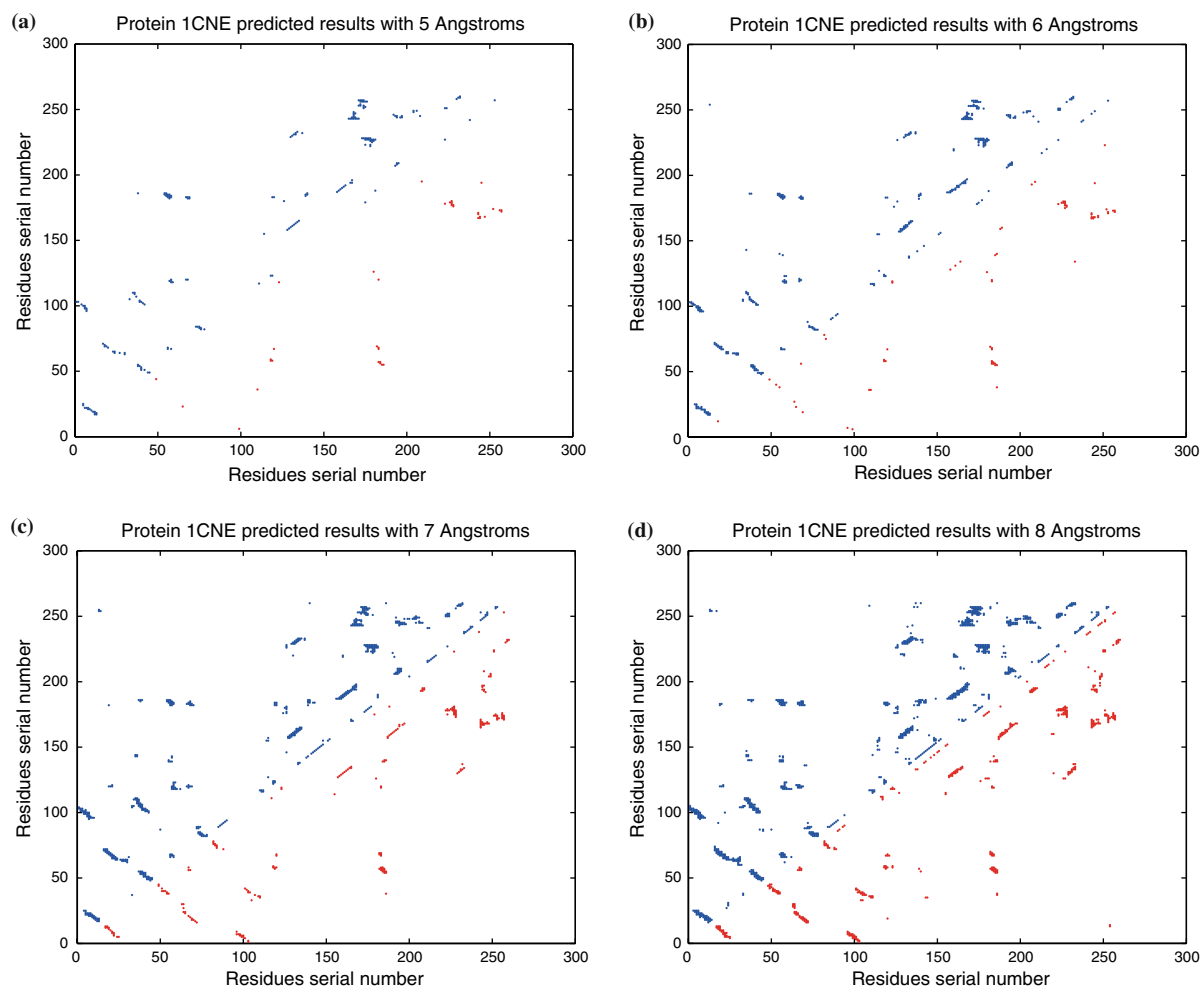 (a)
Protein 1CNE predicted results with 5 Angstroms
300
250
200
150
100
50
0
Residues serial number
0 50 100 150 200 250 300
Residues serial number
(b)
Protein 1CNE predicted results with 6 Angstroms
300
250
200
150
100
50
0
Residues serial number
0 50 100 150 200 250 300
Residues serial number
(c)
Protein 1CNE predicted results with 7 Angstroms
300
250
200
150
100
50
0
Residues serial number
0 50 100 150 200 250 300
Residues serial number
(d)
Protein 1CNE predicted results with 8 Angstroms
300
250
200
150
100
50
0
Residues serial number
0 50 100 150 200 250 300
Residues serial number